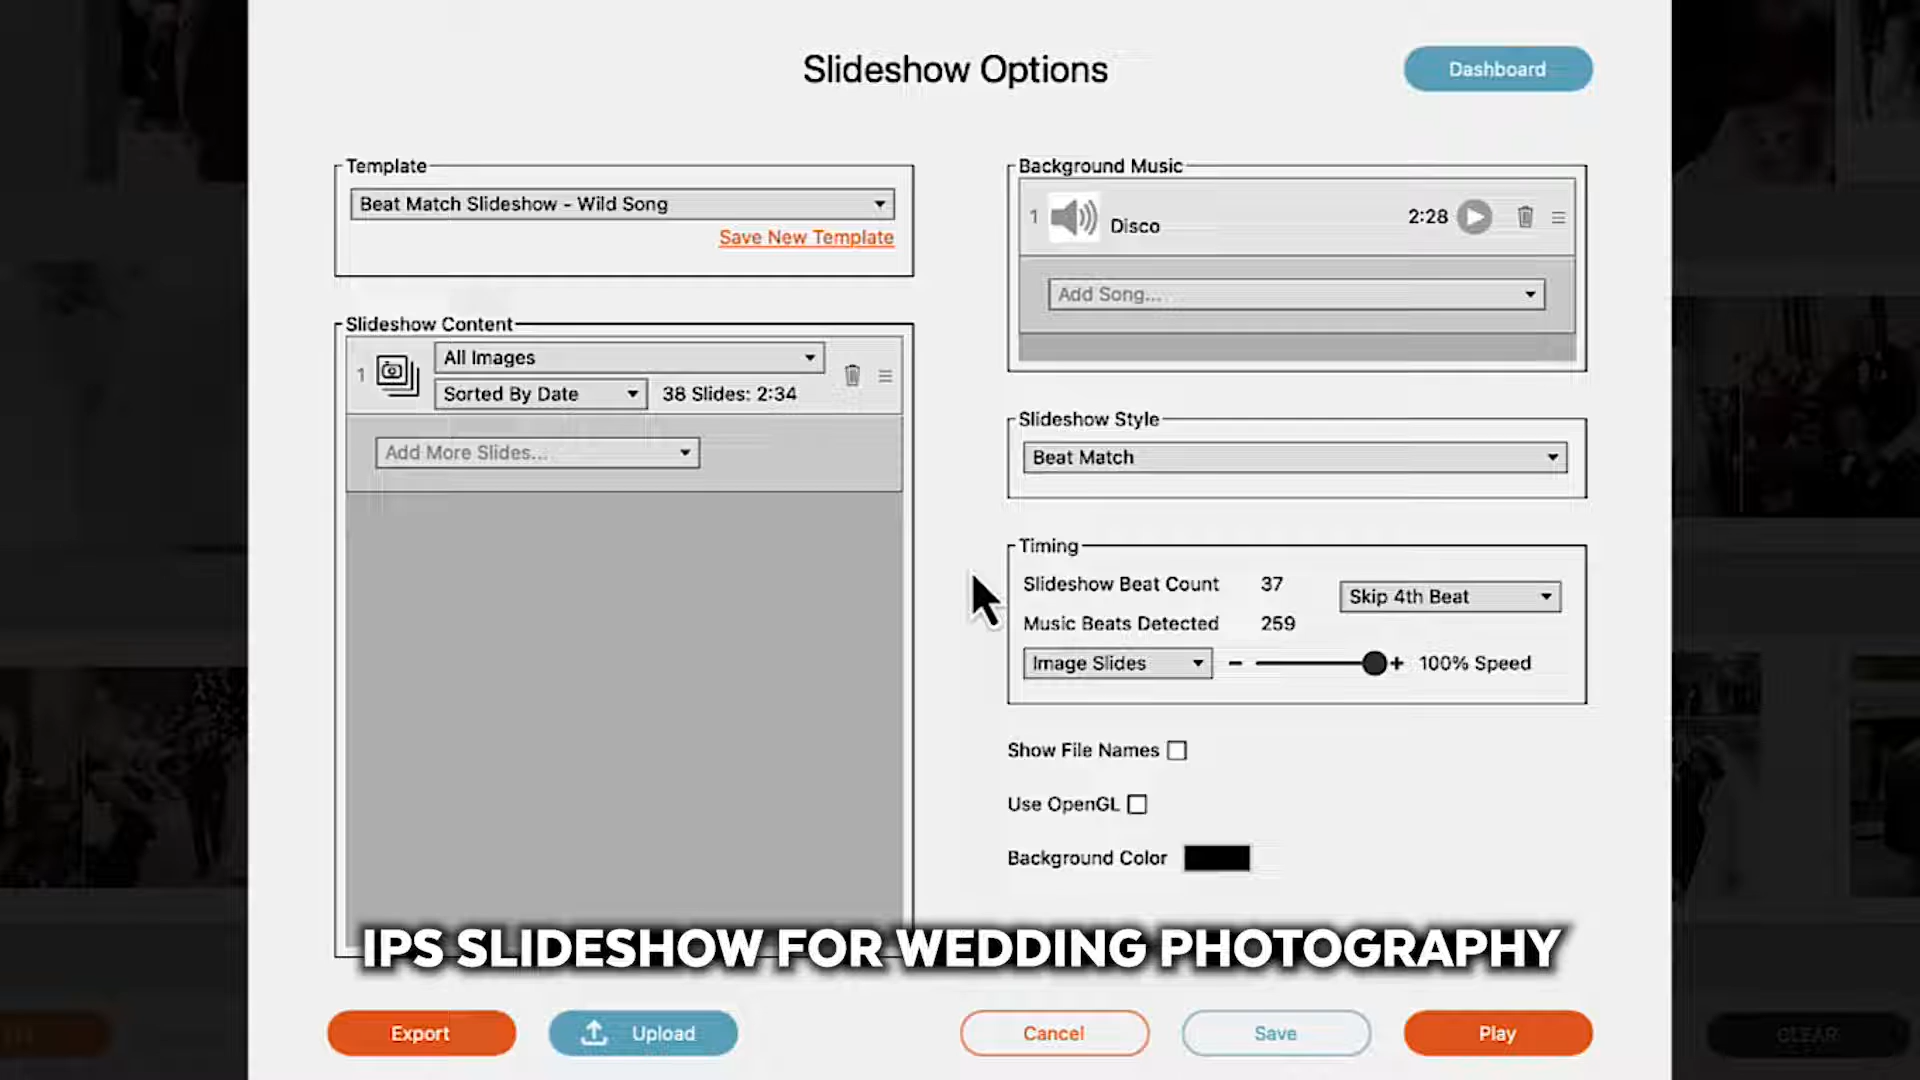 Slideshow Options
Dashboard
Template
Beat Match Slideshow - Wild Song
Save New Template
Slideshow Content
1
All Images
Sorted By Date
38 Slides: 2:34
Add More Slides...
Background Music
1
Disco
2:28
Add Song...
Slideshow Style
Beat Match
Timing
Slideshow Beat Count 37
Skip 4th Beat
Music Beats Detected 259
Image Slides
- + 100% Speed
Show File Names
Use OpenGL
Background Color
IPS SLIDESHOW FOR WEDDING PHOTOGRAPHY
Export
Upload
Cancel
Save
Play
CLEAR